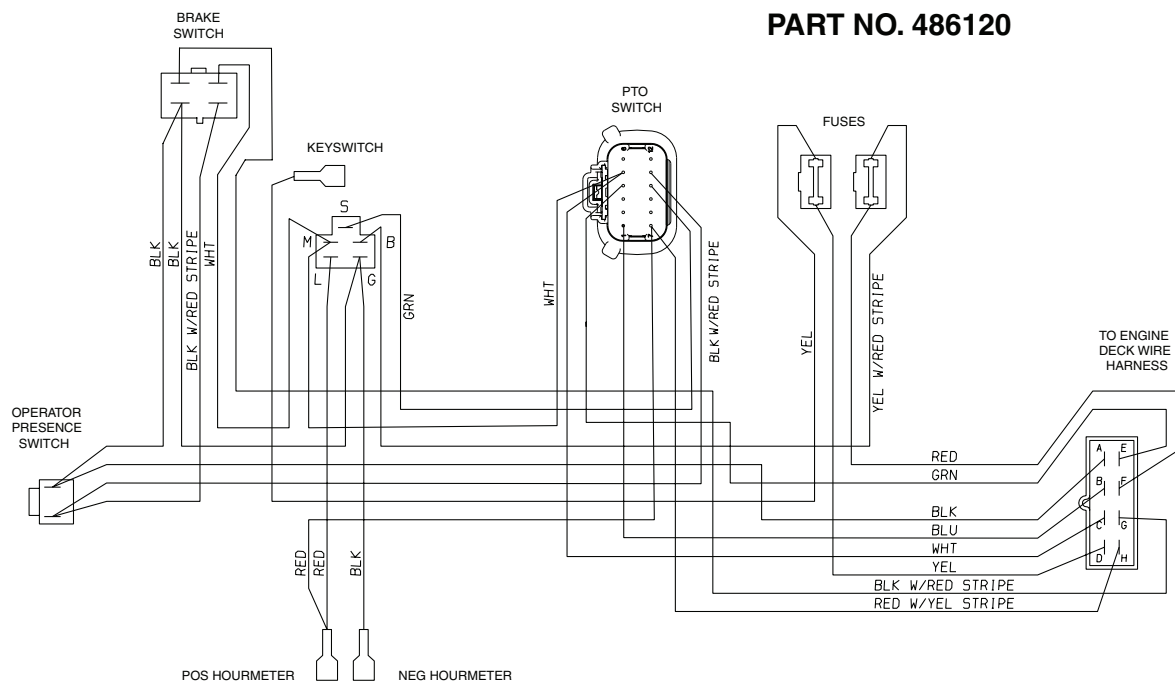 PART NO. 486120
BRAKE
SWITCH
PTO
SWITCH
FUSES
KEYSWITCH
S
M
B
L
G
BLK
BLK
BLK W/RED STRIPE
WHT
GRN
WHT
BLK W/RED STRIPE
YEL
YEL W/RED STRIPE
TO ENGINE
DECK WIRE
HARNESS
OPERATOR
PRESENCE
SWITCH
RED
GRN
BLK
BLU
WHT
YEL
BLK W/RED STRIPE
RED W/YEL STRIPE
A
E
B
F
C
G
D
H
RED
RED
BLK
POS HOURMETER
NEG HOURMETER